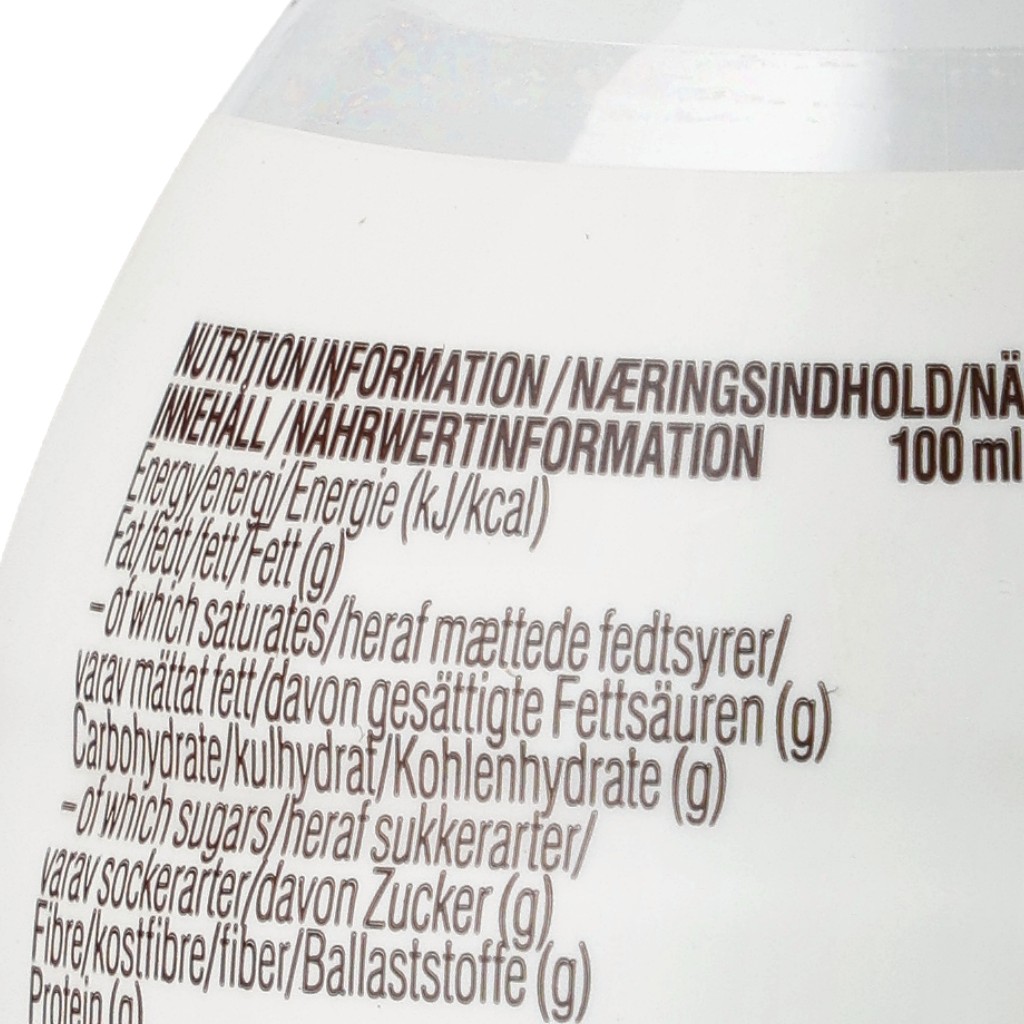 NUTRITION INFORMATION / NÆRINGSINDHOLD/NÄ
INNEHÅLL / NÄHRWERTINFORMATION 100 ml
Energy/energi/Energie (kJ/kcal)
Fat/fedt/fett/Fett (g)
– of which saturates/heraf mættede fedtsyrer/
varav mättat fett/davon gesättigte Fettsäuren (g)
Carbohydrate/kulhydrat/Kohlenhydrate (g)
– of which sugars/heraf sukkerarter/
varav sockerarter/davon Zucker (g)
Fibre/kostfibre/fiber/Ballaststoffe (g)
Protein (g)